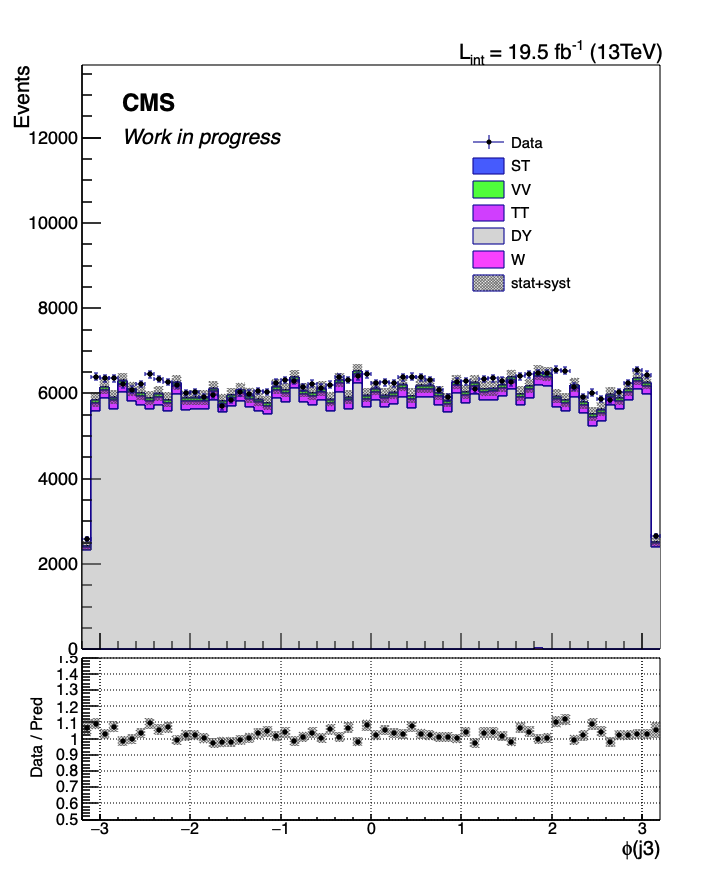 L_int = 19.5 fb⁻¹ (13TeV)
Events
CMS
Work in progress
Data
ST
VV
TT
DY
W
stat+syst
12000
10000
8000
6000
4000
2000
0
Data / Pred
1.5
1.4
1.3
1.2
1.1
1
0.9
0.8
0.7
0.6
0.5
−3 −2 −1 0 1 2 3
ϕ(j3)